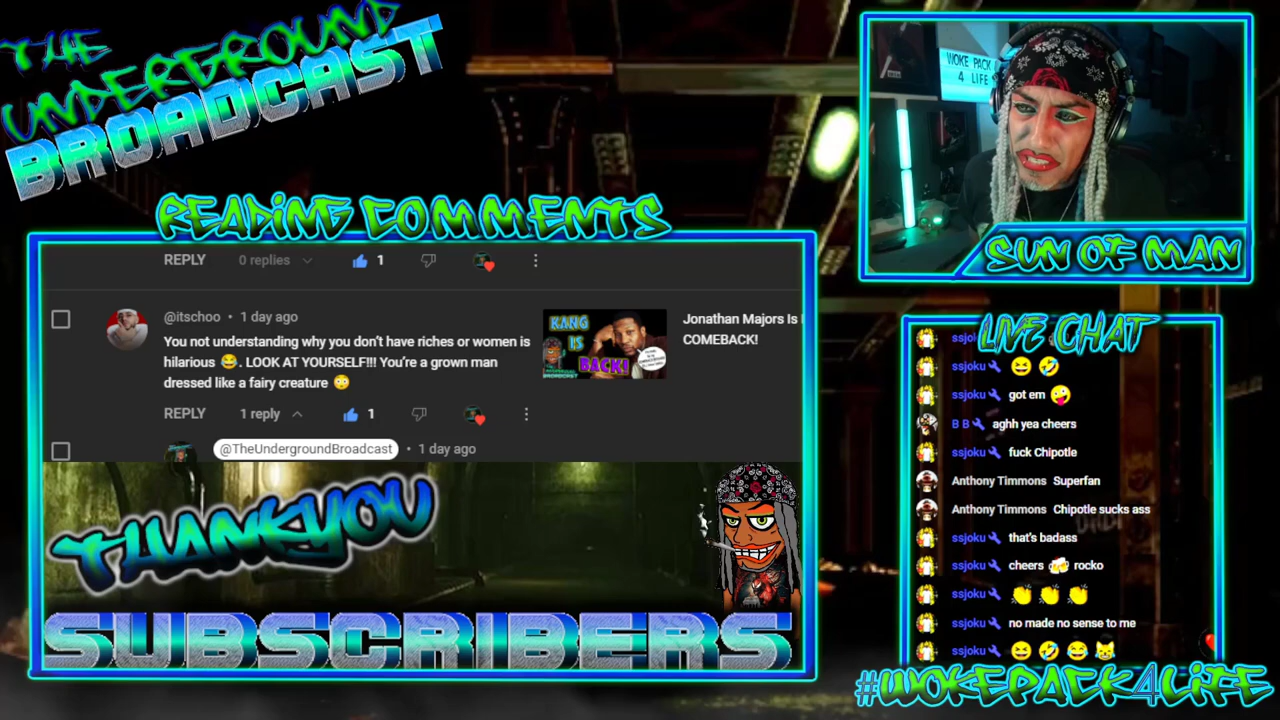 THE
UNDERGROUND
BROADCAST
READING COMMENTS
REPLY 0 replies 1
@itschoo • 1 day ago
You not understanding why you don't have riches or women is
hilarious 😂. LOOK AT YOURSELF!!! You're a grown man
dressed like a fairy creature 😳
REPLY 1 reply 1
Jonathan Majors Is
COMEBACK!
KANG
IS
BACK!
@TheUndergroundBroadcast • 1 day ago
THANKYOU
SUBSCRIBERS
WOKE PACK
4 LIFE
SUN OF MAN
LIVE CHAT
ssjoku 😆 🤣
ssjoku got em 🤪
B B aghh yea cheers
ssjoku fuck Chipotle
Anthony Timmons Superfan
Anthony Timmons Chipotle sucks ass
ssjoku that's badass
ssjoku cheers 🍻 rocko
ssjoku 👏 👏 👏
ssjoku no made no sense to me
ssjoku 😆 🤣 😂 😹
#WOKEPACK4LIFE